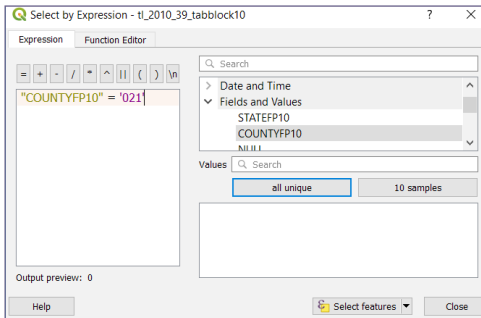 Select by Expression - tl_2010_39_tabblock10 ? ×
Expression Function Editor
= + - / * ^ || ( ) \n
"COUNTYFP10" = '021'
Output preview: 0
Search
Date and Time
Fields and Values
STATEFP10
COUNTYFP10
NULL
Values Search
all unique 10 samples
Help Select features Close